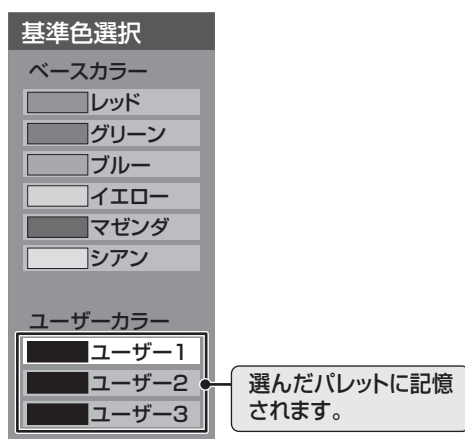 基準色選択
ベースカラー
レッド
グリーン
ブルー
イエロー
マゼンダ
シアン
ユーザーカラー
ユーザー1
ユーザー2
ユーザー3
選んだパレットに記憶
されます。